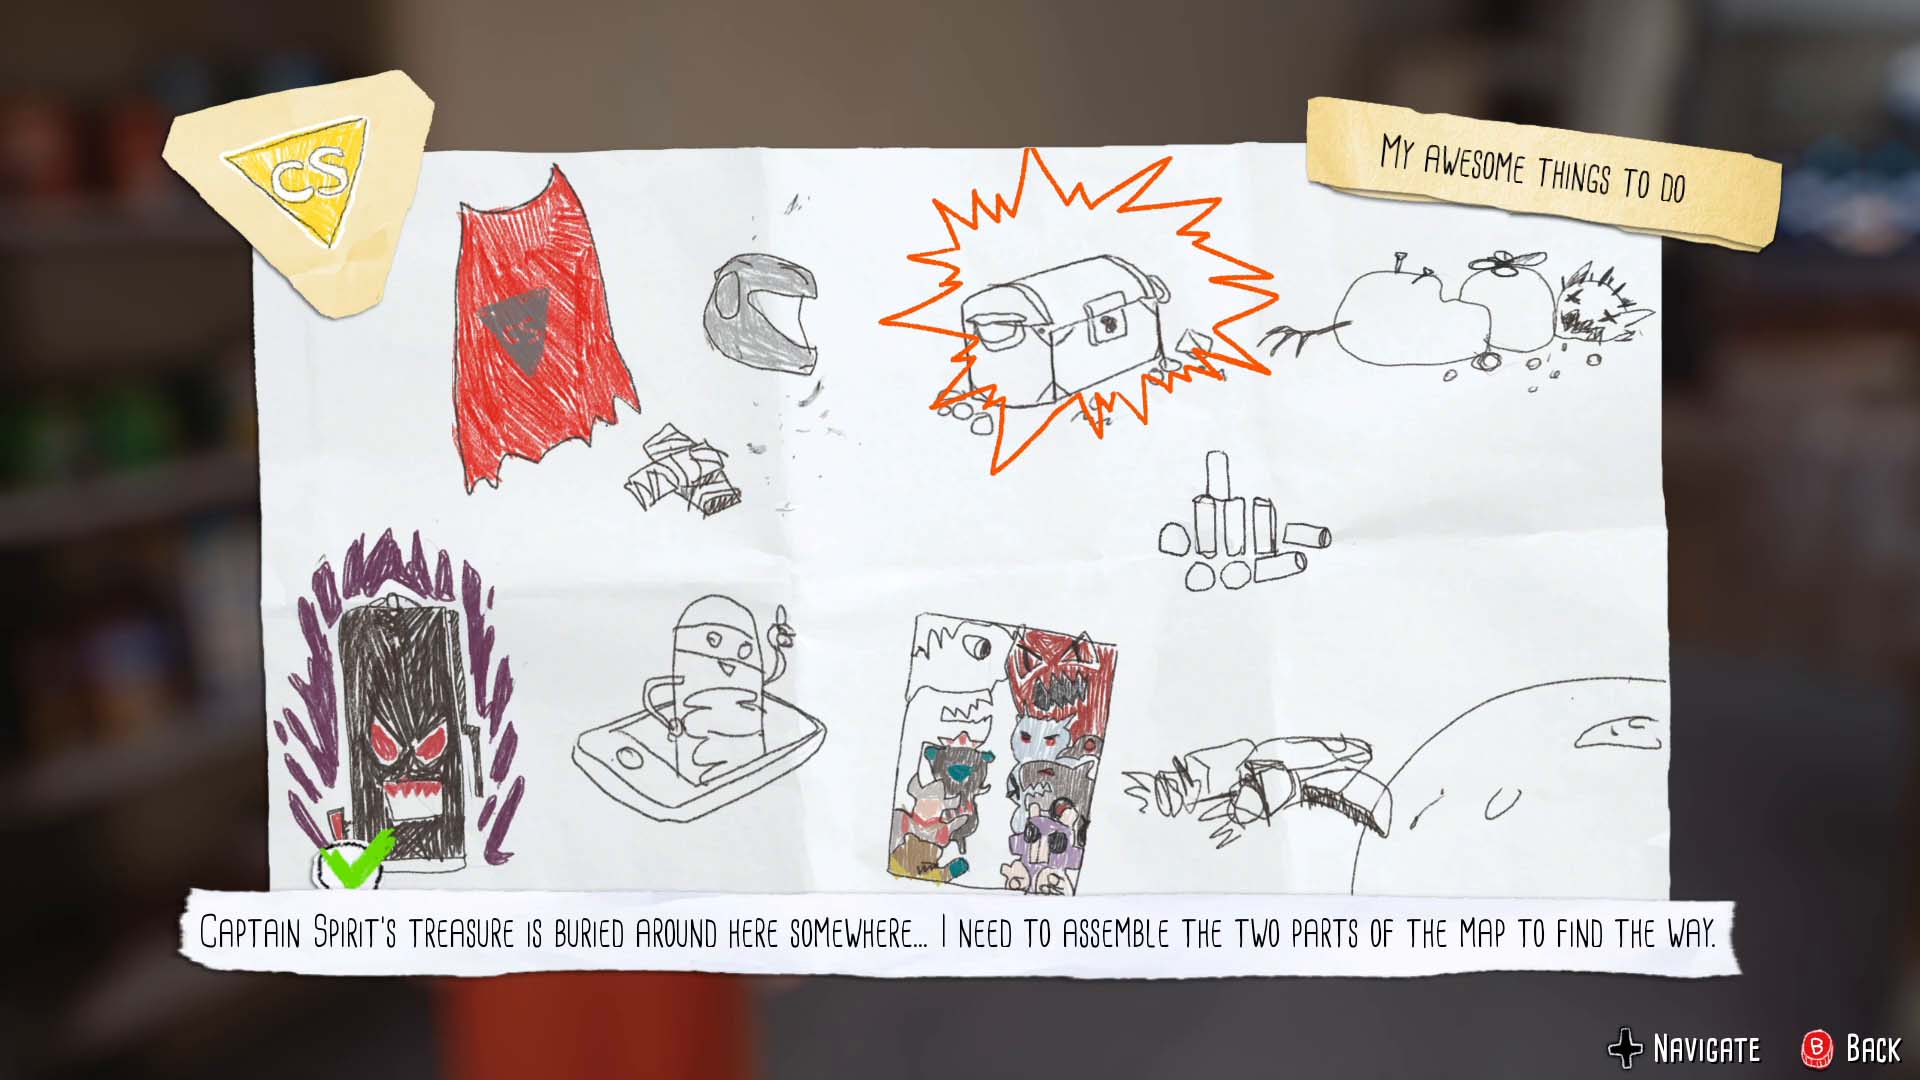 CS
MY AWESOME THINGS TO DO
CS
CAPTAIN SPIRIT'S TREASURE IS BURIED AROUND HERE SOMEWHERE... I NEED TO ASSEMBLE THE TWO PARTS OF THE MAP TO FIND THE WAY.
NAVIGATE
B BACK